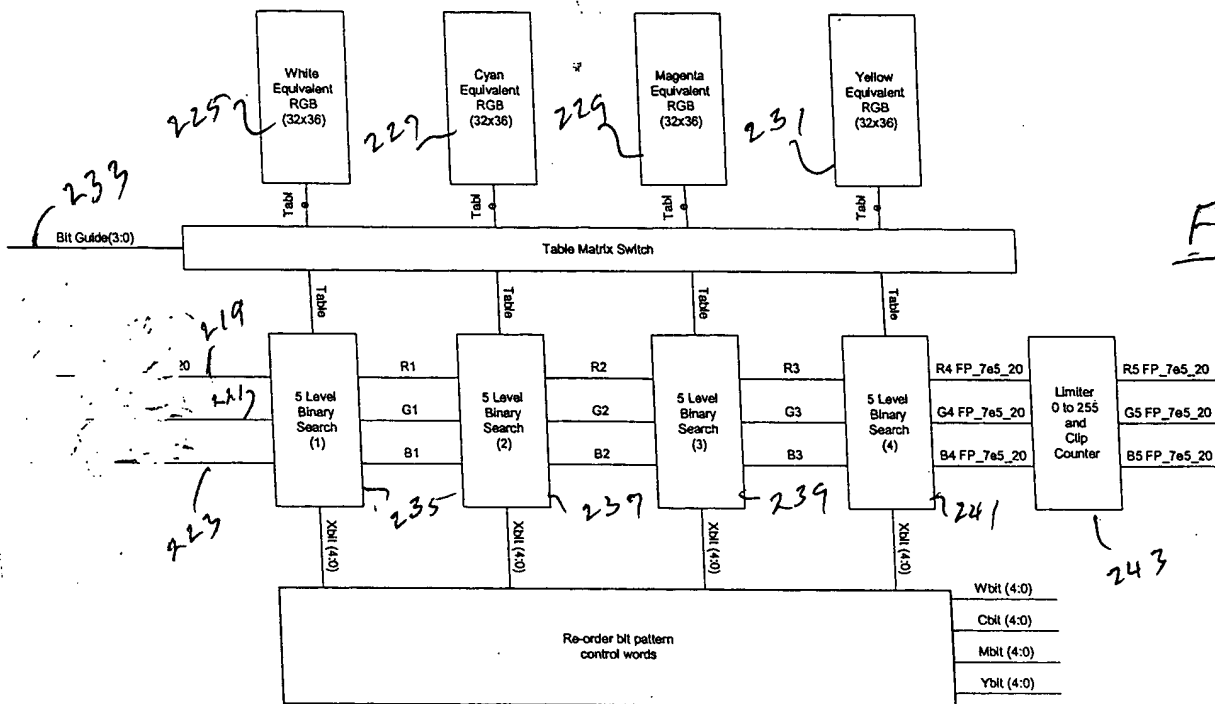 White
Equivalent
RGB
(32x36)
Cyan
Equivalent
RGB
(32x36)
Magenta
Equivalent
RGB
(32x36)
Yellow
Equivalent
RGB
(32x36)
225
227
229
231
233
Tabl e
Tabl e
Tabl e
Tabl e
Bit Guide(3:0)
Table Matrix Switch
F
Table
Table
Table
Table
219
20
221
223
5 Level
Binary
Search
(1)
R1
G1
B1
5 Level
Binary
Search
(2)
R2
G2
B2
5 Level
Binary
Search
(3)
R3
G3
B3
5 Level
Binary
Search
(4)
R4 FP_7e5_20
G4 FP_7e5_20
B4 FP_7e5_20
Limiter
0 to 255
and
Clip
Counter
R5 FP_7e5_20
G5 FP_7e5_20
B5 FP_7e5_20
235
237
239
241
243
Xbit (4:0)
Xbit (4:0)
Xbit (4:0)
Xbit (4:0)
Re-order bit pattern
control words
Wbit (4:0)
Cbit (4:0)
Mbit (4:0)
Ybit (4:0)